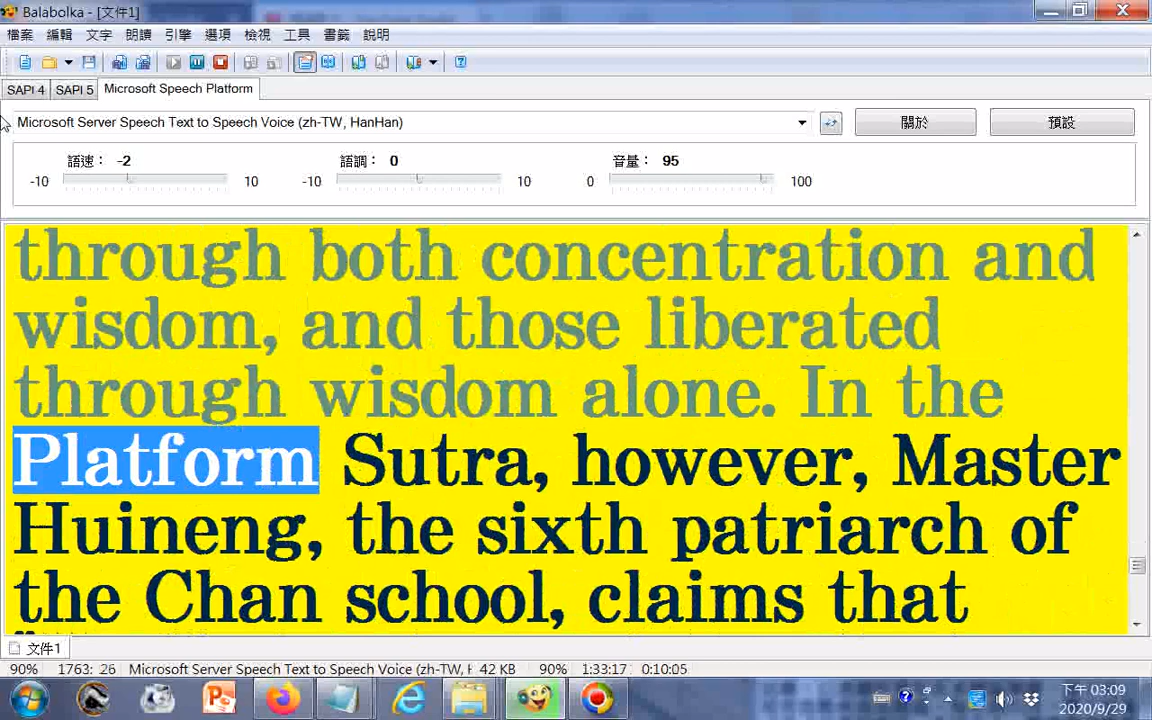 Balabolka - [文件1]
檔案 編輯 文字 朗讀 引擎 選項 檢視 工具 書籤 說明
SAPI 4 SAPI 5 Microsoft Speech Platform
Microsoft Server Speech Text to Speech Voice (zh-TW, HanHan) 關於 預設
語速： -2 語調： 0 音量： 95
-10 10 -10 10 0 100
through both concentration and
wisdom, and those liberated
through wisdom alone. In the
Platform Sutra, however, Master
Huineng, the sixth patriarch of
the Chan school, claims that
文件1
90% 1763: 26 Microsoft Server Speech Text to Speech Voice (zh-TW, 42 KB 90% 1:33:17 0:10:05
下午 03:09
2020/9/29